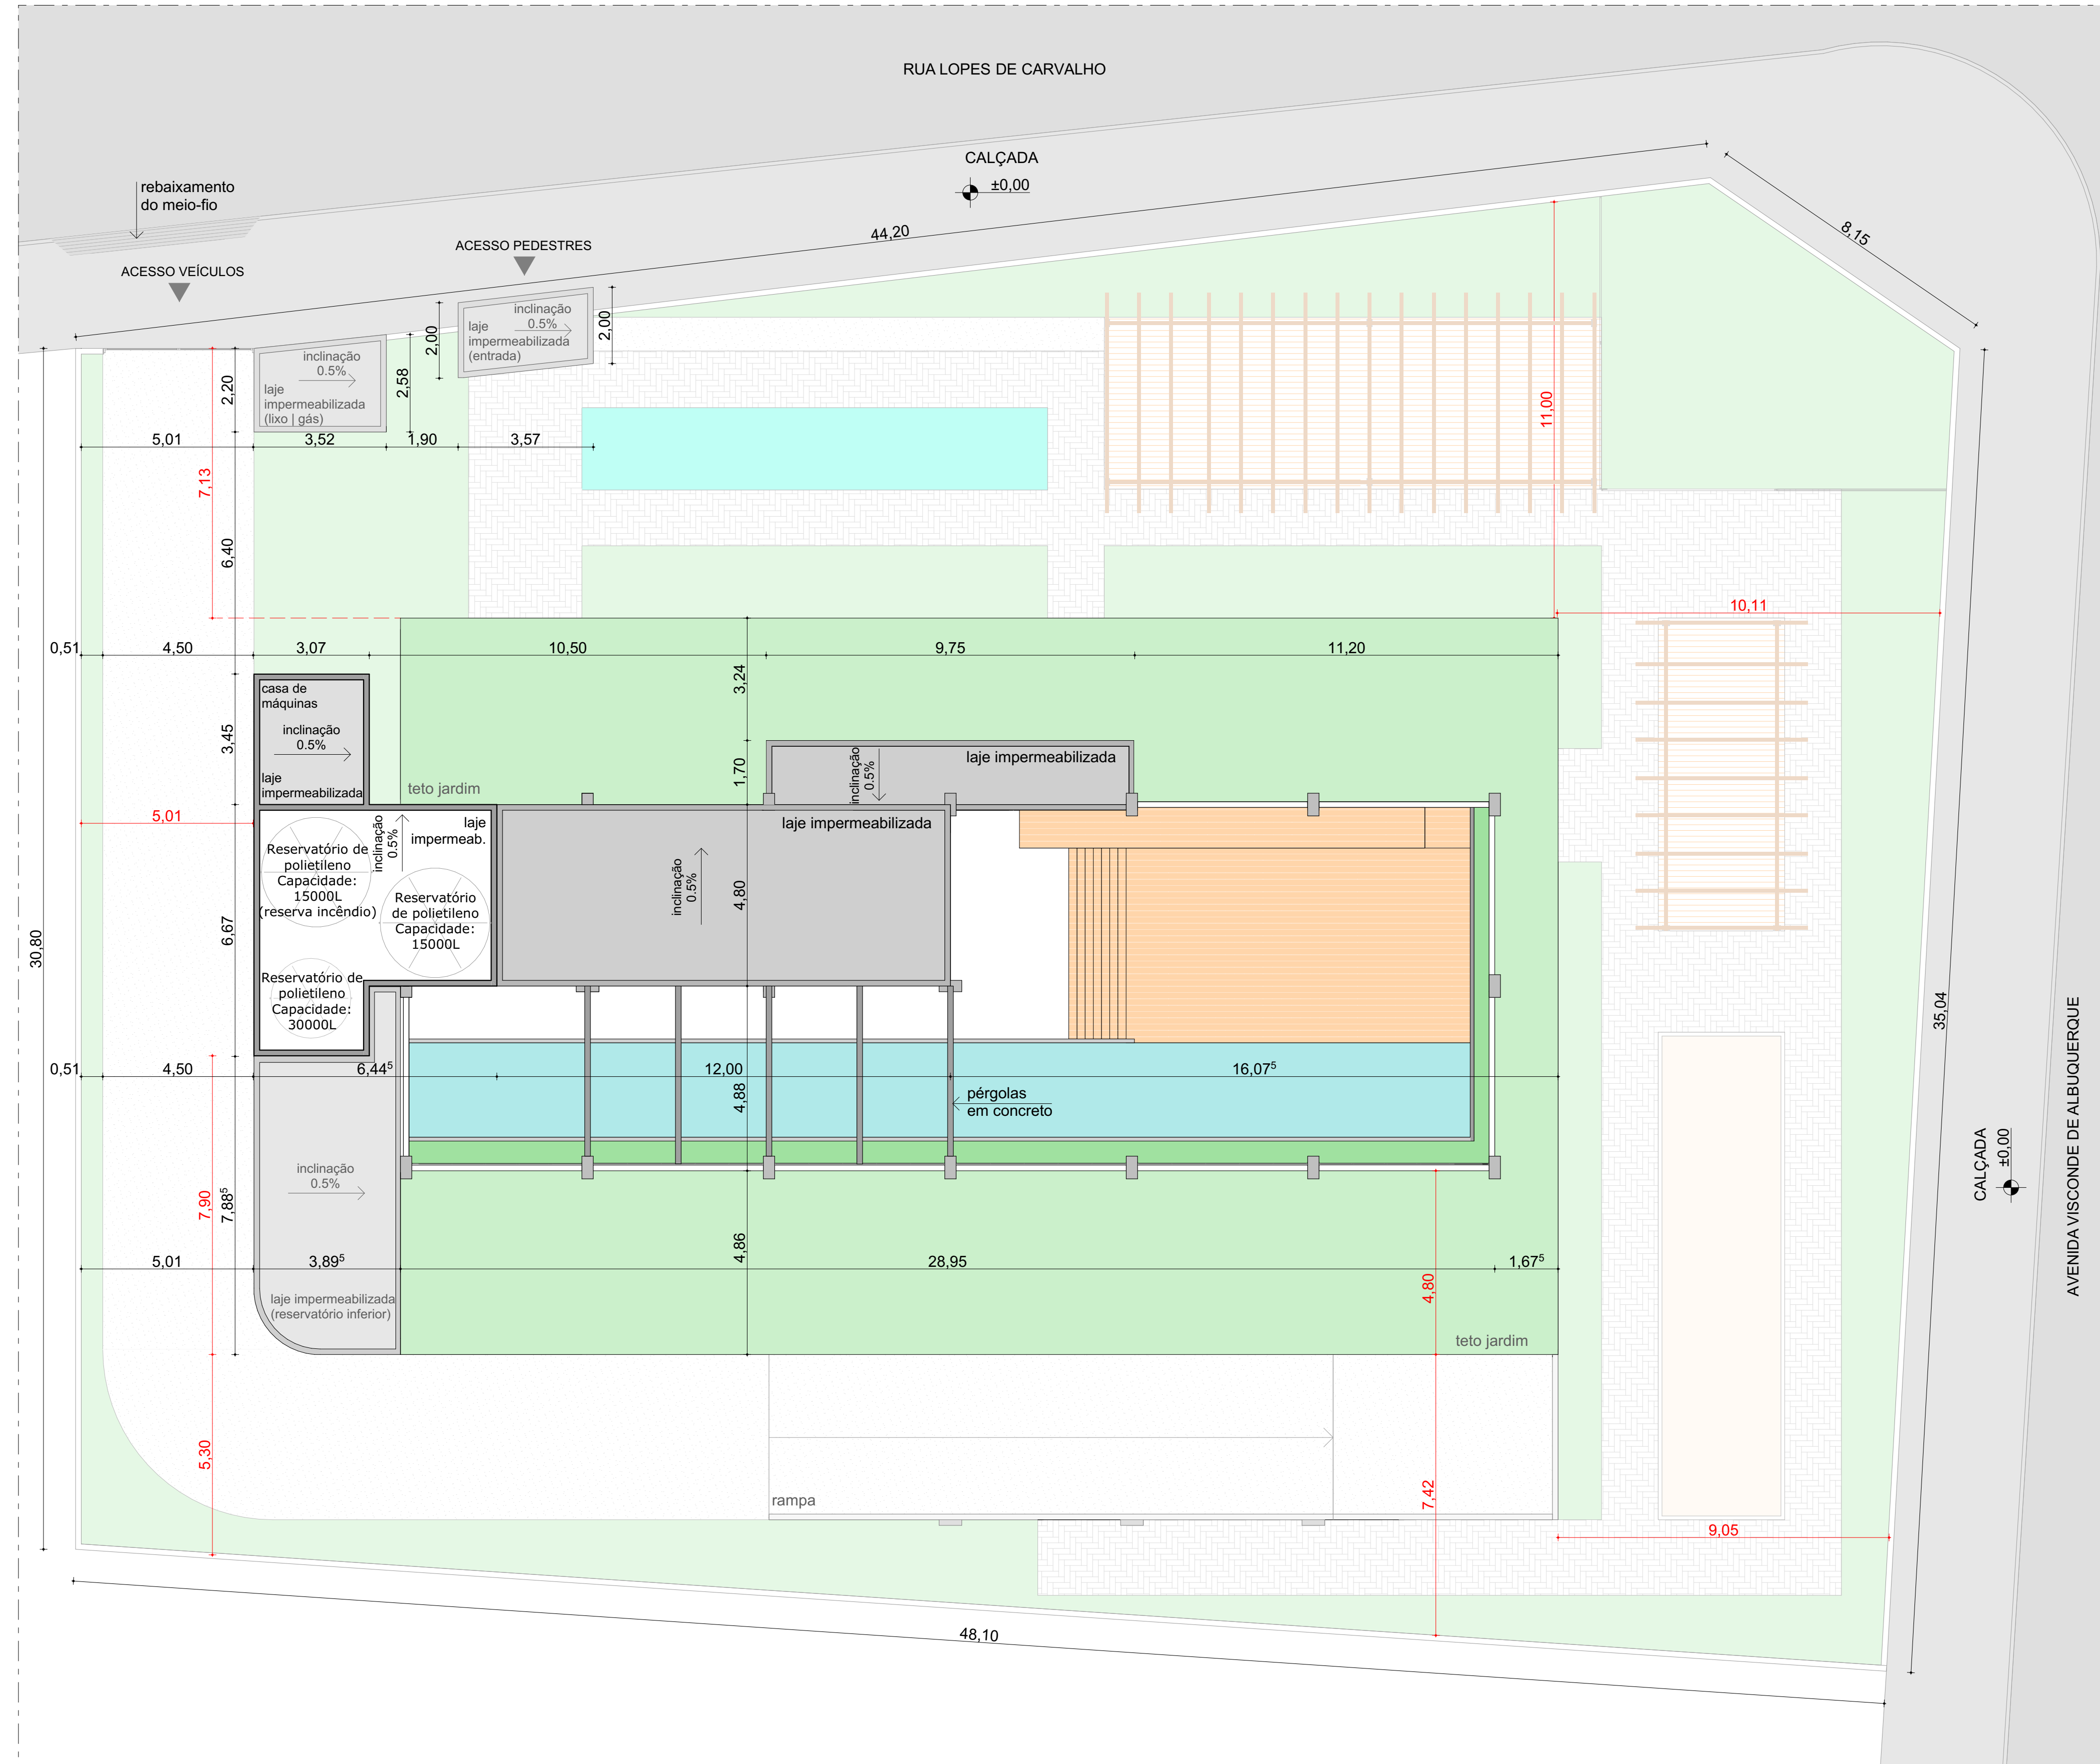 RUA LOPES DE CARVALHO
CALÇADA
±0,00
rebaixamento
do meio-fio
44,20
8,15
ACESSO PEDESTRES
ACESSO VEÍCULOS
inclinação
0.5%
laje
impermeabilizada
(entrada)
2,00
2,00
inclinação
0.5%
laje
impermeabilizada
(lixo | gás)
2,20
2,58
11,00
5,01
3,52
1,90
3,57
7,13
6,40
10,11
0,51
4,50
3,07
10,50
9,75
11,20
3,24
casa de
máquinas
inclinação
0.5%
laje
impermeabilizada
3,45
teto jardim
1,70
inclinação
0.5%
laje impermeabilizada
5,01
Reservatório de
polietileno
Capacidade:
15000L
(reserva incêndio)
inclinação
0.5%
laje
impermeab.
Reservatório
de polietileno
Capacidade:
15000L
laje impermeabilizada
inclinação
0.5%
4,80
6,67
30,80
Reservatório de
polietileno
Capacidade:
30000L
35,04
0,51
4,50
6,44⁵
12,00
16,07⁵
4,88
pérgolas
em concreto
AVENIDA VISCONDE DE ALBUQUERQUE
CALÇADA
±0,00
inclinação
0.5%
7,90
7,88⁵
5,01
3,89⁵
4,86
28,95
1,67⁵
4,80
laje impermeabilizada
(reservatório inferior)
teto jardim
5,30
rampa
7,42
9,05
48,10